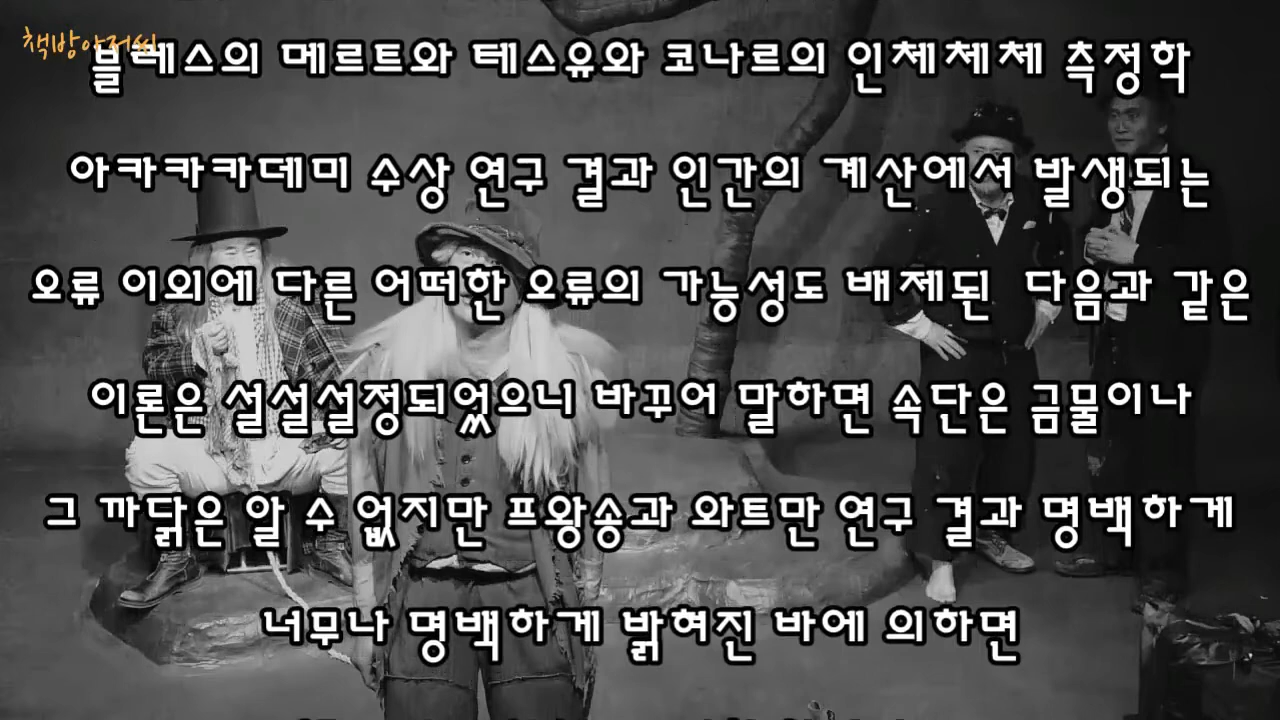 책방아저씨
블레스의 메르트와 테스유와 코나르의 인체체체 측정학
아카카카데미 수상 연구 결과 인간의 계산에서 발생되는
오류 이외에 다른 어떠한 오류의 가능성도 배제된 다음과 같은
이론은 설설설정되었으니 바꾸어 말하면 속단은 금물이나
그 까닭은 알 수 없지만 프왕송과 와트만 연구 결과 명백하게
너무나 명백하게 밝혀진 바에 의하면